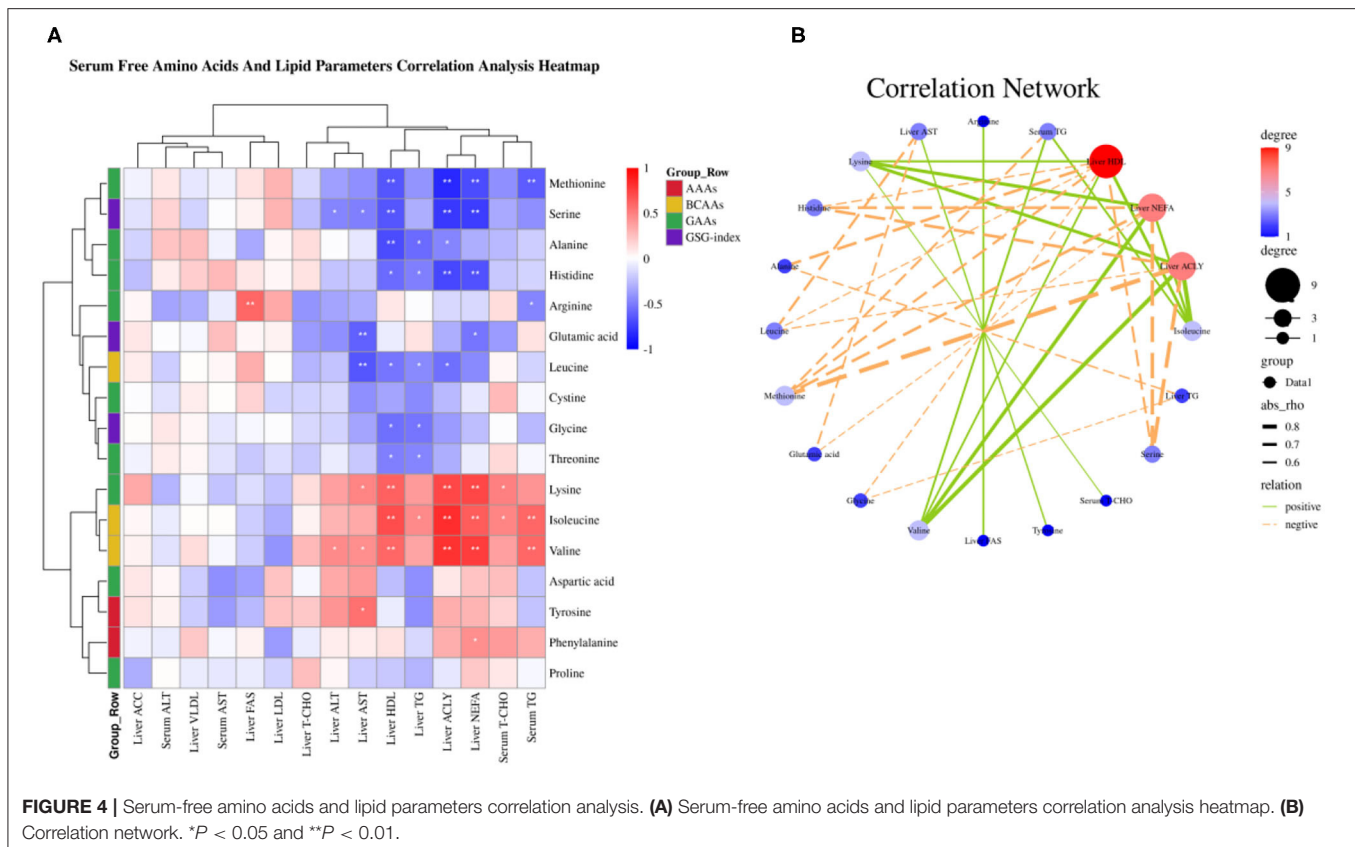 A
Serum Free Amino Acids And Lipid Parameters Correlation Analysis Heatmap
Methionine
Serine
Alanine
Histidine
Arginine
Glutamic acid
Leucine
Cystine
Glycine
Threonine
Lysine
Isoleucine
Valine
Aspartic acid
Tyrosine
Phenylalanine
Proline
Group_Row
Liver ACC
Serum ALT
Liver VLDL
Serum AST
Liver FAS
Liver LDL
Liver T-CHO
Liver ALT
Liver AST
Liver HDL
Liver TG
Liver ACLY
Liver NEFA
Serum T-CHO
Serum TG
1
0.5
0
-0.5
-1
Group_Row
AAAs
BCAAs
GAAs
GSG-index
B
Correlation Network
Arginine
Liver AST
Serum TG
Lysine
Liver HDL
Histidine
Liver NEFA
Alanine
Liver ACLY
Leucine
Isoleucine
Methionine
Liver TG
Glutamic acid
Serine
Glycine
Serum T-CHO
Valine
Liver FAS
Tyrosine
degree
9
5
1
degree
9
3
1
group
Data1
abs_rho
0.8
0.7
0.6
relation
positive
negtive
FIGURE 4 | Serum-free amino acids and lipid parameters correlation analysis. (A) Serum-free amino acids and lipid parameters correlation analysis heatmap. (B)
Correlation network. *P < 0.05 and **P < 0.01.